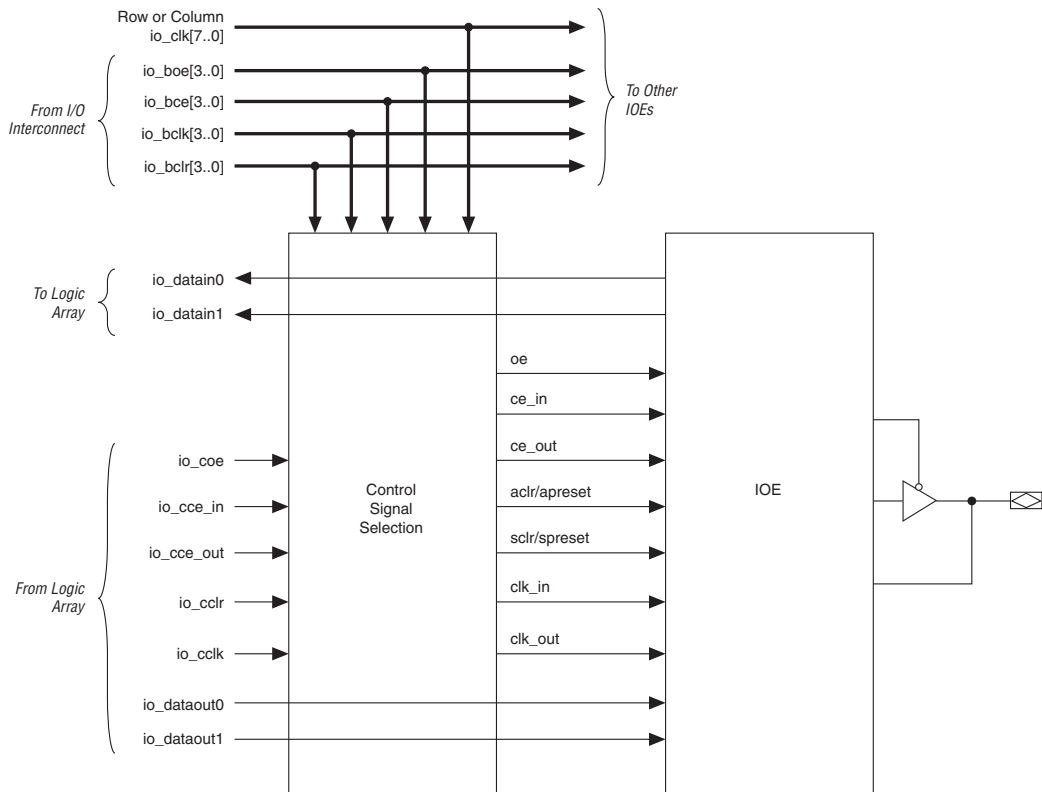 Row or Column
io_clk[7..0]
io_boe[3..0]
io_bce[3..0]
io_bclk[3..0]
io_bclr[3..0]
From I/O
Interconnect
To Other
IOEs
io_datain0
io_datain1
To Logic
Array
oe
ce_in
ce_out
aclr/apreset
sclr/spreset
clk_in
clk_out
io_coe
io_cce_in
io_cce_out
io_cclr
io_cclk
io_dataout0
io_dataout1
From Logic
Array
Control
Signal
Selection
IOE